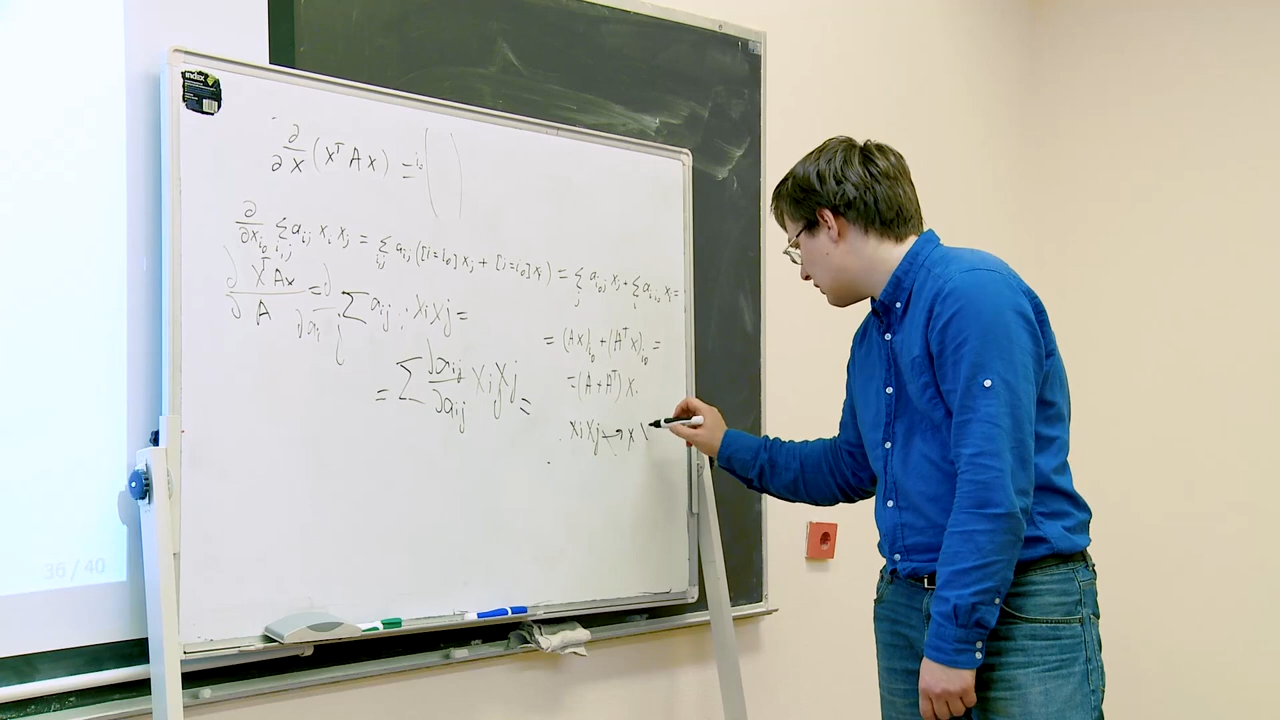 index
∂/∂x (xᵀ A x) = i₀ ( )
∂/∂x_{i₀} Σ_{i,j} a_{ij} x_i x_j = Σ_{ij} a_{ij} ([i=i₀] x_j + [j=i₀] x_i) = Σ_j a_{i₀j} x_j + Σ_i a_{ii₀} x_i =
∂ xᵀAx / ∂A = ∂/∂a_{ij} Σ a_{ij} x_i x_j =
= (Ax)_{i₀} + (Aᵀx)_{i₀} =
= Σ ∂a_{ij}/∂a_{ij} x_i x_j =
= (A + Aᵀ) x.
x_i x_j → x
36 / 40